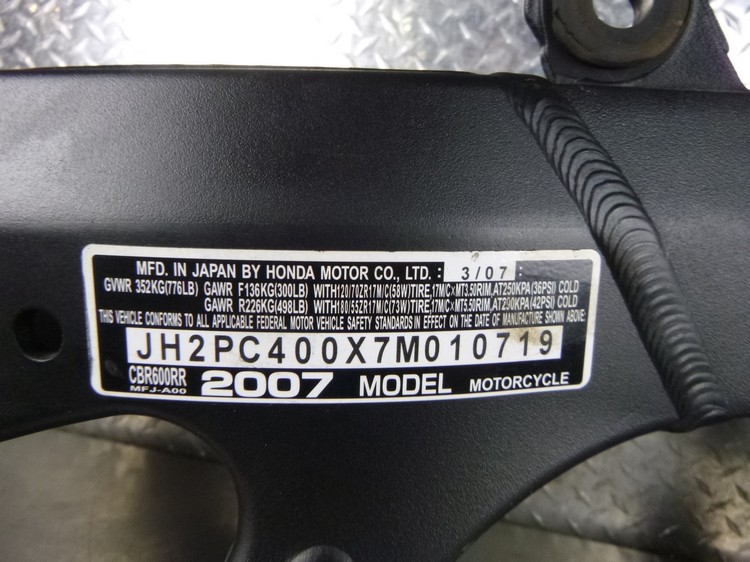 MFD. IN JAPAN BY HONDA MOTOR CO., LTD. : 3/07 :
GVWR 352KG(776LB) GAWR F136KG(300LB) WITH120/70ZR17M/C(58W)TIRE,17M/C×MT3.50RIM,AT250KPA(36PSI) COLD
GAWR R226KG(498LB) WITH180/55ZR17M/C(73W)TIRE,17M/C×MT5.50RIM,AT290KPA(42PSI) COLD
THIS VEHICLE CONFORMS TO ALL APPLICABLE FEDERAL MOTOR VEHICLE SAFETY STANDARDS IN EFFECT ON THE DATE OF MANUFACTURE SHOWN ABOVE.
JH2PC400X7M010719
CBR600RR 2007 MODEL MOTORCYCLE
MFJ-A00